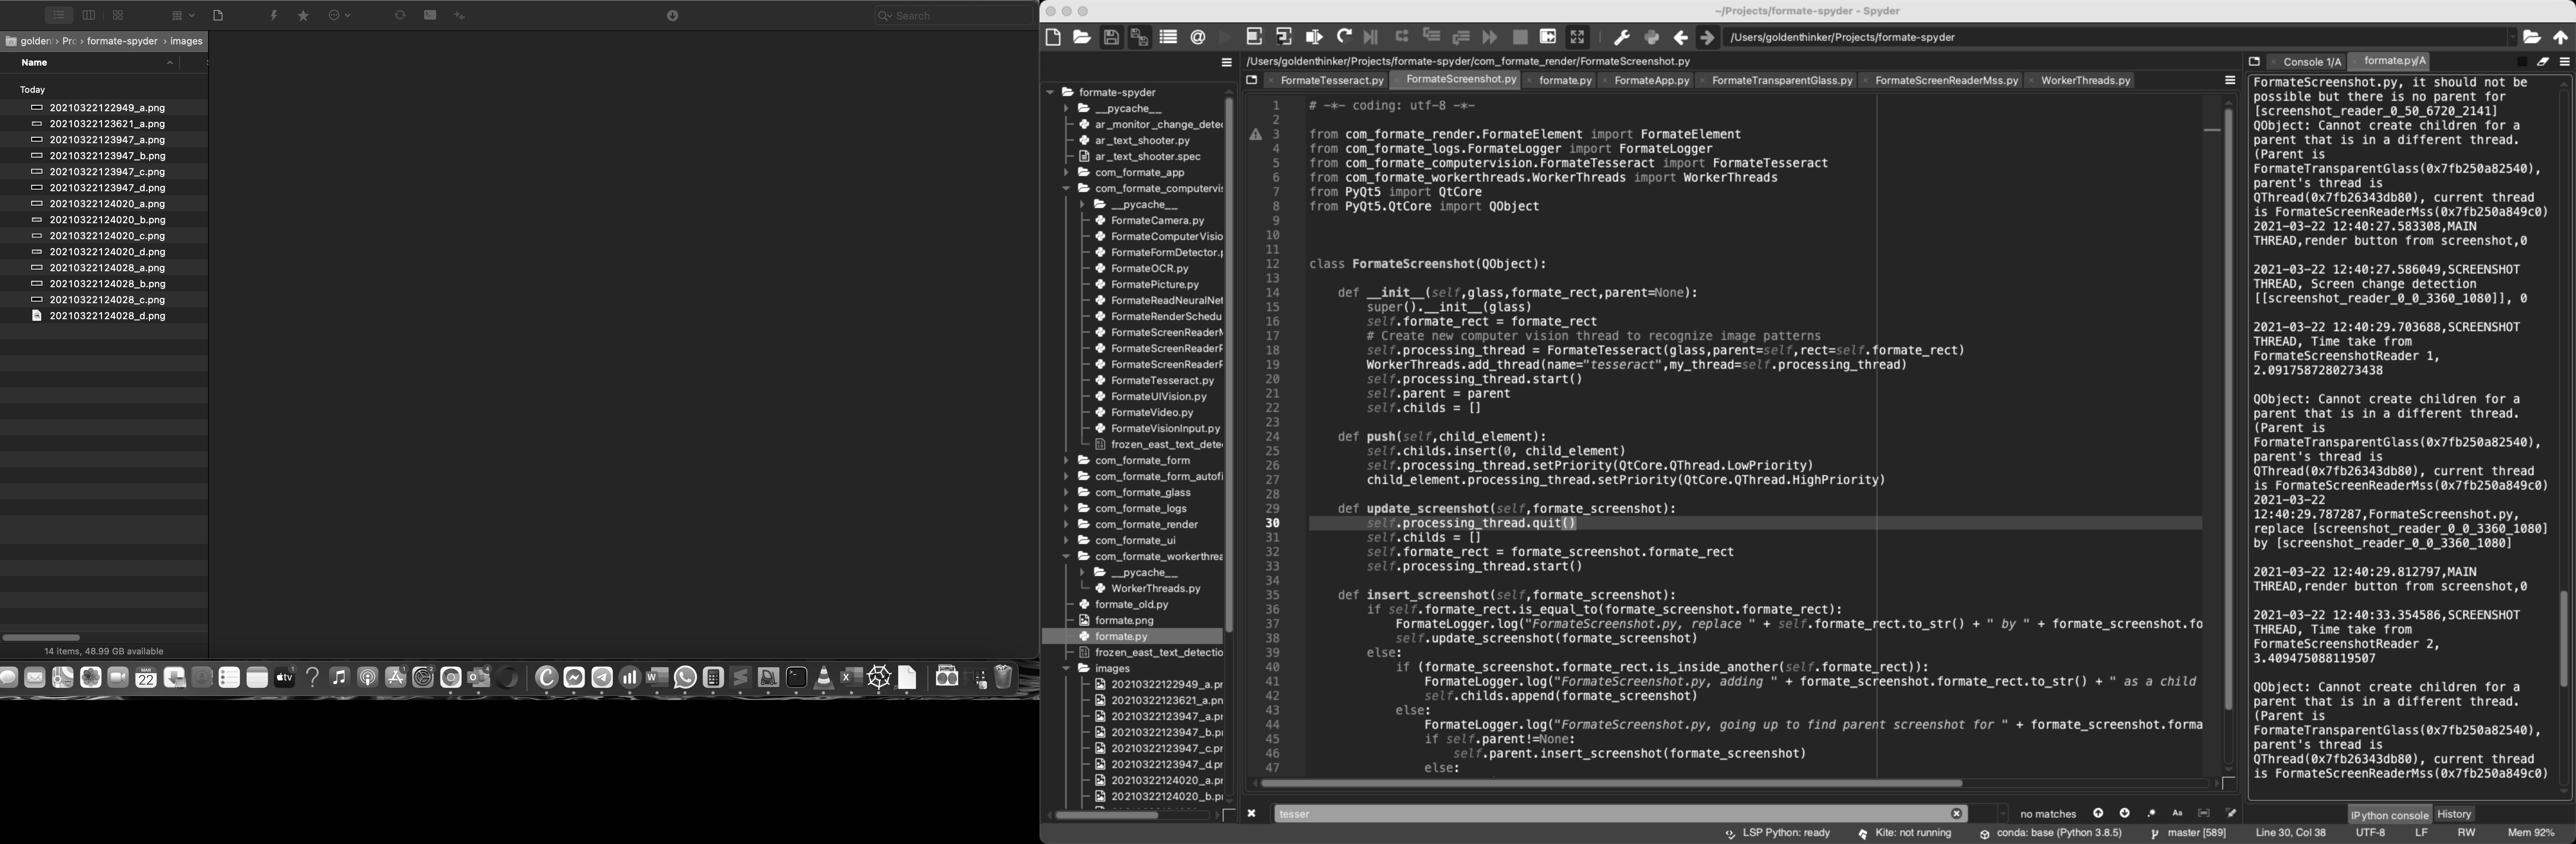 Search
goldent › Prc › formate-spyder › images
Name
Today
20210322122949_a.png
20210322123621_a.png
20210322123947_a.png
20210322123947_b.png
20210322123947_c.png
20210322123947_d.png
20210322124020_a.png
20210322124020_b.png
20210322124020_c.png
20210322124020_d.png
20210322124028_a.png
20210322124028_b.png
20210322124028_c.png
20210322124028_d.png
14 items, 48.99 GB available
MAR
22
tv
~/Projects/formate-spyder - Spyder
/Users/goldenthinker/Projects/formate-spyder
formate-spyder
__pycache__
ar_monitor_change_detec
ar_text_shooter.py
ar_text_shooter.spec
com_formate_app
com_formate_computervis
__pycache__
FormateCamera.py
FormateComputerVisio
FormateFormDetector.p
FormateOCR.py
FormatePicture.py
FormateReadNeuralNet
FormateRenderSchedu
FormateScreenReaderM
FormateScreenReaderF
FormateScreenReaderF
FormateTesseract.py
FormateUIVision.py
FormateVideo.py
FormateVisionInput.py
frozen_east_text_detec
com_formate_form
com_formate_form_autofi
com_formate_glass
com_formate_logs
com_formate_render
com_formate_ui
com_formate_workerthrea
__pycache__
WorkerThreads.py
formate_old.py
formate.png
formate.py
frozen_east_text_detectio
images
20210322122949_a.pr
20210322123621_a.pn
20210322123947_a.pr
20210322123947_b.pr
20210322123947_c.pr
20210322123947_d.pr
20210322124020_a.pr
20210322124020_b.pr
/Users/goldenthinker/Projects/formate-spyder/com_formate_render/FormateScreenshot.py
FormateTesseract.py FormateScreenshot.py formate.py FormateApp.py FormateTransparentGlass.py FormateScreenReaderMss.py WorkerThreads.py
1 # -*- coding: utf-8 -*-
2
3 from com_formate_render.FormateElement import FormateElement
4 from com_formate_logs.FormateLogger import FormateLogger
5 from com_formate_computervision.FormateTesseract import FormateTesseract
6 from com_formate_workerthreads.WorkerThreads import WorkerThreads
7 from PyQt5 import QtCore
8 from PyQt5.QtCore import QObject
9
10
11
12 class FormateScreenshot(QObject):
13
14     def __init__(self,glass,formate_rect,parent=None):
15         super().__init__(glass)
16         self.formate_rect = formate_rect
17         # Create new computer vision thread to recognize image patterns
18         self.processing_thread = FormateTesseract(glass,parent=self,rect=self.formate_rect)
19         WorkerThreads.add_thread(name="tesseract",my_thread=self.processing_thread)
20         self.processing_thread.start()
21         self.parent = parent
22         self.childs = []
23
24     def push(self,child_element):
25         self.childs.insert(0, child_element)
26         self.processing_thread.setPriority(QtCore.QThread.LowPriority)
27         child_element.processing_thread.setPriority(QtCore.QThread.HighPriority)
28
29     def update_screenshot(self,formate_screenshot):
30         self.processing_thread.quit()
31         self.childs = []
32         self.formate_rect = formate_screenshot.formate_rect
33         self.processing_thread.start()
34
35     def insert_screenshot(self,formate_screenshot):
36         if self.formate_rect.is_equal_to(formate_screenshot.formate_rect):
37             FormateLogger.log("FormateScreenshot.py, replace " + self.formate_rect.to_str() + " by " + formate_screenshot.fo
38             self.update_screenshot(formate_screenshot)
39         else:
40             if (formate_screenshot.formate_rect.is_inside_another(self.formate_rect)):
41                 FormateLogger.log("FormateScreenshot.py, adding " + formate_screenshot.formate_rect.to_str() + " as a child
42                 self.childs.append(formate_screenshot)
43             else:
44                 FormateLogger.log("FormateScreenshot.py, going up to find parent screenshot for " + formate_screenshot.forma
45                 if self.parent!=None:
46                     self.parent.insert_screenshot(formate_screenshot)
47                 else:
tesser
no matches
Aa
Console 1/A formate.py/A
FormateScreenshot.py, it should not be
possible but there is no parent for
[screenshot_reader_0_50_6720_2141]
QObject: Cannot create children for a
parent that is in a different thread.
(Parent is
FormateTransparentGlass(0x7fb250a82540),
parent's thread is
QThread(0x7fb26343db80), current thread
is FormateScreenReaderMss(0x7fb250a849c0)
2021-03-22 12:40:27.583308,MAIN
THREAD,render button from screenshot,0
2021-03-22 12:40:27.586049,SCREENSHOT
THREAD, Screen change detection
[[screenshot_reader_0_0_3360_1080]], 0
2021-03-22 12:40:29.703688,SCREENSHOT
THREAD, Time take from
FormateScreenshotReader 1,
2.0917587280273438
QObject: Cannot create children for a
parent that is in a different thread.
(Parent is
FormateTransparentGlass(0x7fb250a82540),
parent's thread is
QThread(0x7fb26343db80), current thread
is FormateScreenReaderMss(0x7fb250a849c0)
2021-03-22
12:40:29.787287,FormateScreenshot.py,
replace [screenshot_reader_0_0_3360_1080]
by [screenshot_reader_0_0_3360_1080]
2021-03-22 12:40:29.812797,MAIN
THREAD,render button from screenshot,0
2021-03-22 12:40:33.354586,SCREENSHOT
THREAD, Time take from
FormateScreenshotReader 2,
3.409475088119507
QObject: Cannot create children for a
parent that is in a different thread.
(Parent is
FormateTransparentGlass(0x7fb250a82540),
parent's thread is
QThread(0x7fb26343db80), current thread
is FormateScreenReaderMss(0x7fb250a849c0)
IPython console History
LSP Python: ready Kite: not running conda: base (Python 3.8.5) master [589] Line 30, Col 38 UTF-8 LF RW Mem 92%